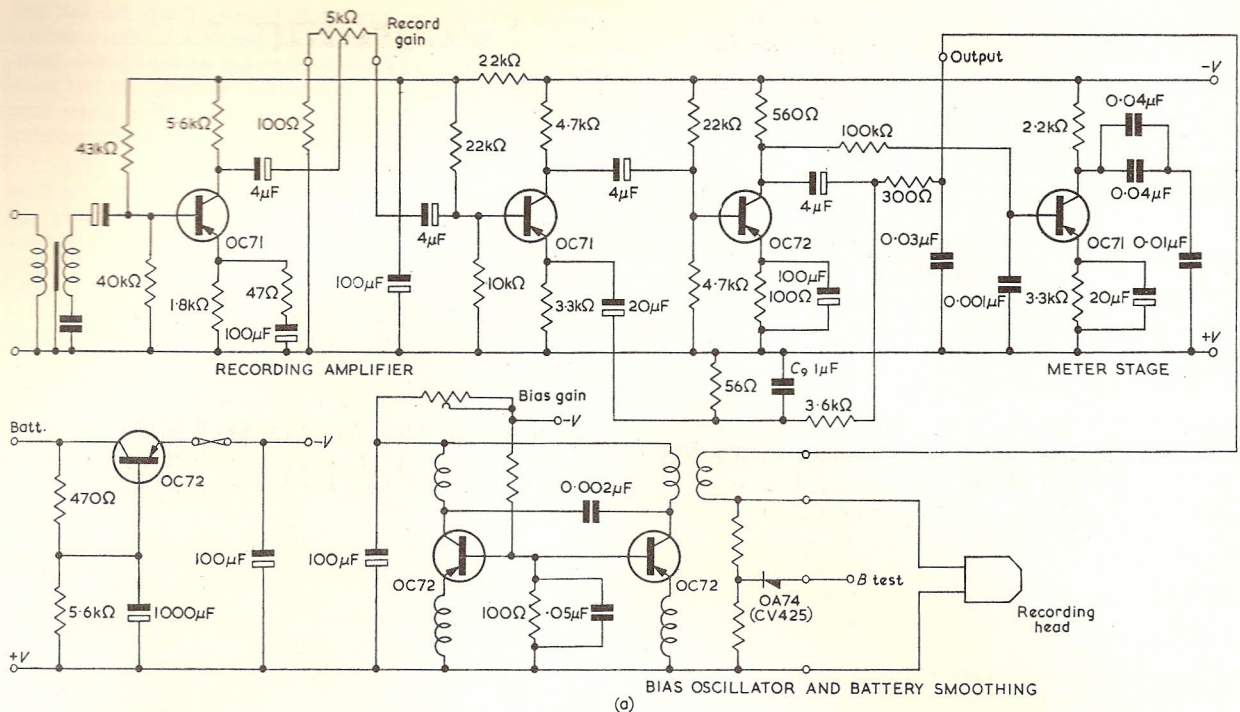 5kΩ
Record
gain
Output
22kΩ
-V
0·04μF
5·6kΩ
100Ω
4·7kΩ
22kΩ
560Ω
100kΩ
2·2kΩ
43kΩ
22kΩ
0·04μF
4μF
4μF
4μF
300Ω
4μF
OC71
OC71
OC72
OC71
0·03μF
0·01μF
40kΩ
1·8kΩ
47Ω
100μF
100μF
10kΩ
3·3kΩ
20μF
4·7kΩ
100μF
100Ω
0·001μF
3·3kΩ
20μF
+V
RECORDING AMPLIFIER
METER STAGE
56Ω
C9 1μF
3·6kΩ
Bias gain
-V
Batt.
-V
OC72
470Ω
0·002μF
100μF
100μF
OC72
OC72
5·6kΩ
1000μF
100Ω
·05μF
B test
OA74
(CV425)
Recording
head
+V
BIAS OSCILLATOR AND BATTERY SMOOTHING
(a)